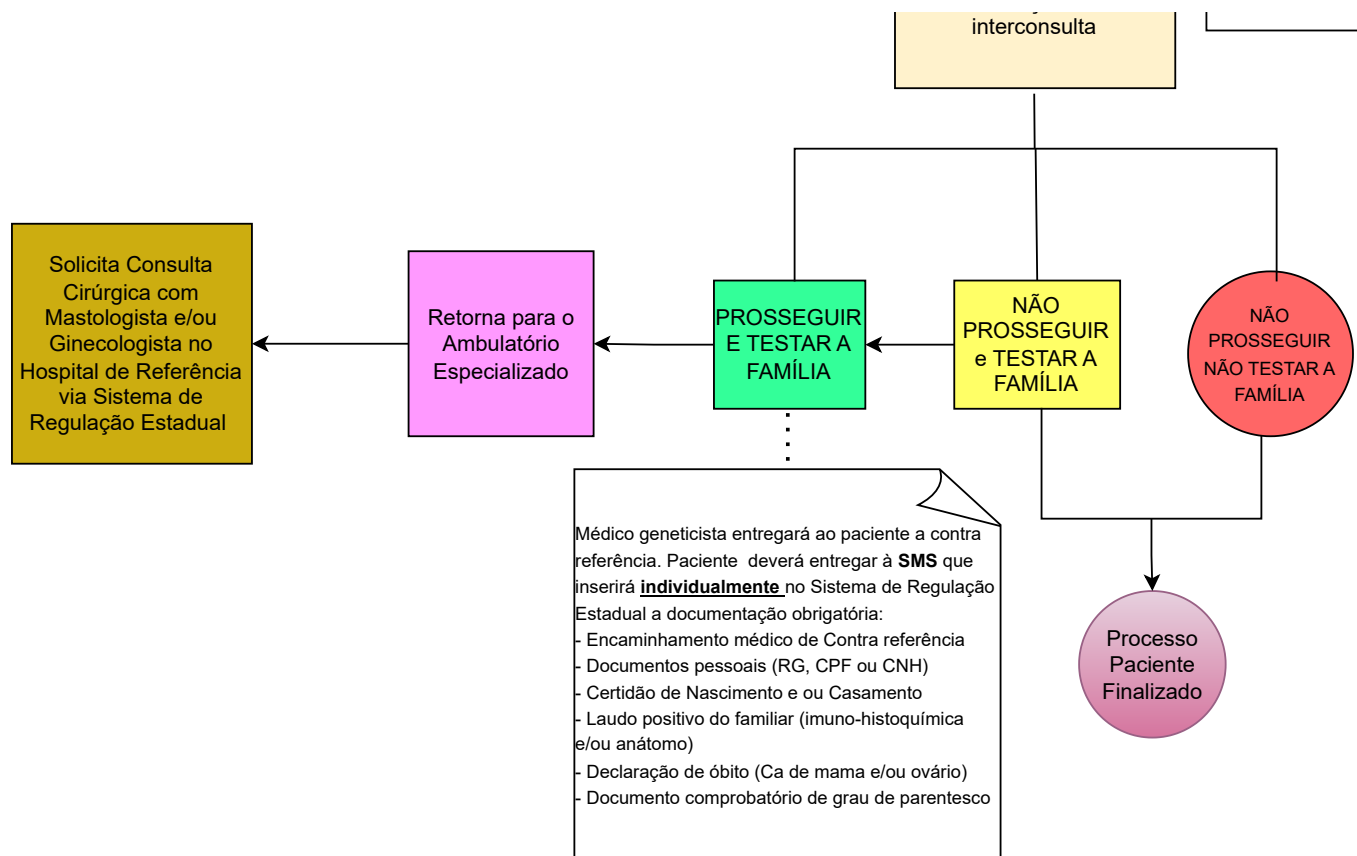 interconsulta
Solicita Consulta
Cirúrgica com
Mastologista e/ou
Ginecologista no
Hospital de Referência
via Sistema de
Regulação Estadual
Retorna para o
Ambulatório
Especializado
PROSSEGUIR
E TESTAR A
FAMÍLIA
NÃO
PROSSEGUIR
e TESTAR A
FAMÍLIA
NÃO
PROSSEGUIR
NÃO TESTAR A
FAMÍLIA
Médico geneticista entregará ao paciente a contra
referência. Paciente deverá entregar à SMS que
inserirá individualmente no Sistema de Regulação
Estadual a documentação obrigatória:
- Encaminhamento médico de Contra referência
- Documentos pessoais (RG, CPF ou CNH)
- Certidão de Nascimento e ou Casamento
- Laudo positivo do familiar (imuno-histoquímica
e/ou anátomo)
- Declaração de óbito (Ca de mama e/ou ovário)
- Documento comprobatório de grau de parentesco
Processo
Paciente
Finalizado